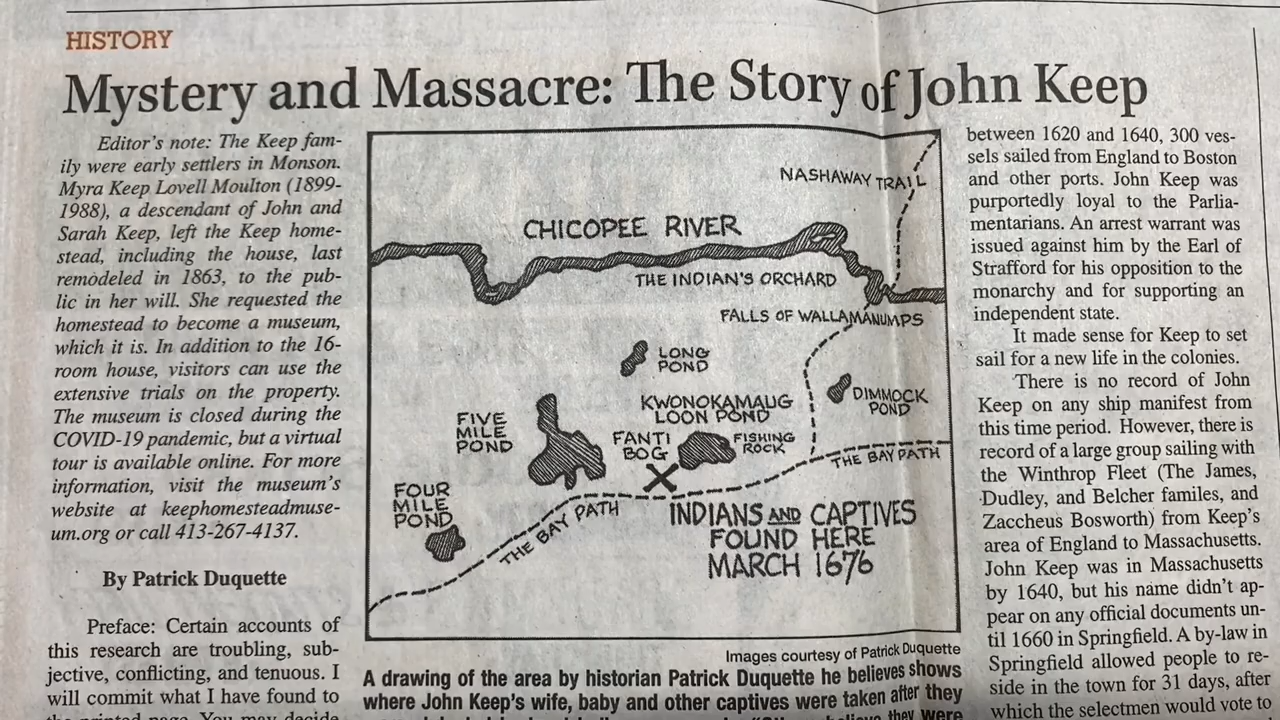 HISTORY
Mystery and Massacre: The Story of John Keep
Editor's note: The Keep fam-
ily were early settlers in Monson.
Myra Keep Lovell Moulton (1899-
1988), a descendant of John and
Sarah Keep, left the Keep home-
stead, including the house, last
remodeled in 1863, to the pub-
lic in her will. She requested the
homestead to become a museum,
which it is. In addition to the 16-
room house, visitors can use the
extensive trials on the property.
The museum is closed during the
COVID-19 pandemic, but a virtual
tour is available online. For more
information, visit the museum's
website at keephomesteadmuse-
um.org or call 413-267-4137.
By Patrick Duquette
Preface: Certain accounts of
this research are troubling, sub-
jective, conflicting, and tenuous. I
will commit what I have found to
the printed page. You may decide
NASHAWAY TRAIL
CHICOPEE RIVER
THE INDIAN'S ORCHARD
FALLS OF WALLAMANUMPS
LONG
POND
DIMMOCK
POND
KWONOKAMAUG
LOON POND
FIVE
MILE
POND
FANTI
BOG
FISHING
ROCK
THE BAY PATH
FOUR
MILE
POND
THE BAY PATH
INDIANS AND CAPTIVES
FOUND HERE
MARCH 1676
Images courtesy of Patrick Duquette
A drawing of the area by historian Patrick Duquette he believes shows
where John Keep's wife, baby and other captives were taken after they
they were
between 1620 and 1640, 300 ves-
sels sailed from England to Boston
and other ports. John Keep was
purportedly loyal to the Parlia-
mentarians. An arrest warrant was
issued against him by the Earl of
Strafford for his opposition to the
monarchy and for supporting an
independent state.
It made sense for Keep to set
sail for a new life in the colonies.
There is no record of John
Keep on any ship manifest from
this time period. However, there is
record of a large group sailing with
the Winthrop Fleet (The James,
Dudley, and Belcher familes, and
Zaccheus Bosworth) from Keep's
area of England to Massachusetts.
John Keep was in Massachusetts
by 1640, but his name didn't ap-
pear on any official documents un-
til 1660 in Springfield. A by-law in
Springfield allowed people to re-
side in the town for 31 days, after
which the selectmen would vote to